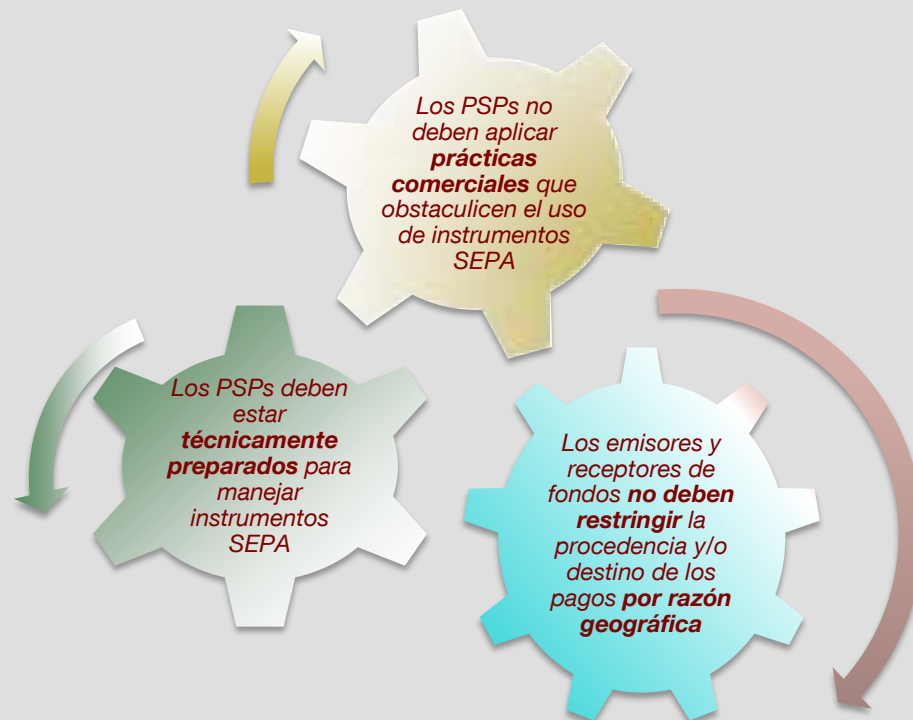 Los PSPs no
deben aplicar
prácticas
comerciales que
obstaculicen el uso
de instrumentos
SEPA
Los PSPs deben
estar
técnicamente
preparados para
manejar
instrumentos
SEPA
Los emisores y
receptores de
fondos no deben
restringir la
procedencia y/o
destino de los
pagos por razón
geográfica